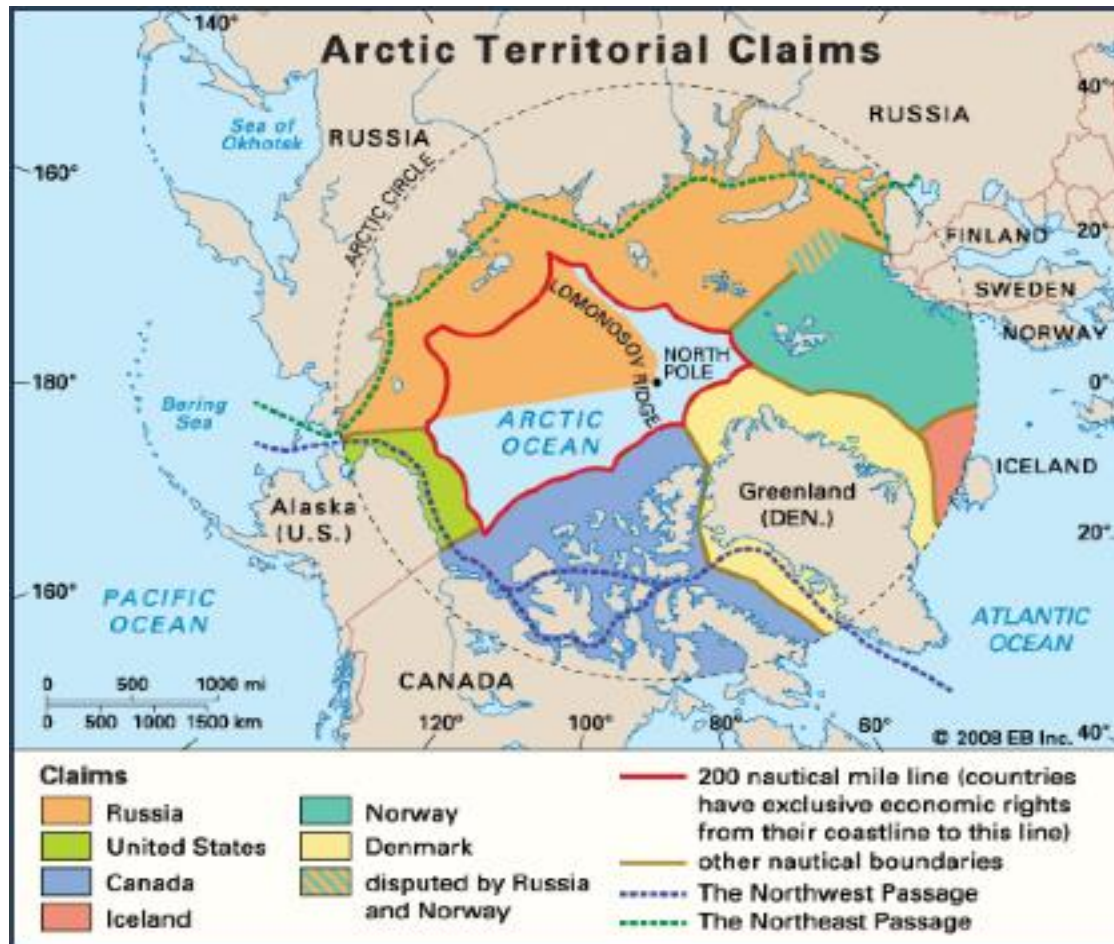 Arctic Territorial Claims
140°
40°
Sea of
Okhotek
RUSSIA
RUSSIA
ARCTIC CIRCLE
160°
FINLAND
20°
SWEDEN
LOMONOSOV RIDGE
NORWAY
NORTH
POLE
180°
0°
Bering
Sea
ARCTIC
OCEAN
ICELAND
Alaska
(U.S.)
Greenland
(DEN.)
20°
160°
PACIFIC
OCEAN
ATLANTIC
OCEAN
CANADA
0 500 1000 mi
0 500 1000 1500 km
120°
100°
80°
60°
40°
© 2008 EB Inc.
Claims
Russia
United States
Canada
Iceland
Norway
Denmark
disputed by Russia
and Norway
200 nautical mile line (countries
have exclusive economic rights
from their coastline to this line)
other nautical boundaries
The Northwest Passage
The Northeast Passage